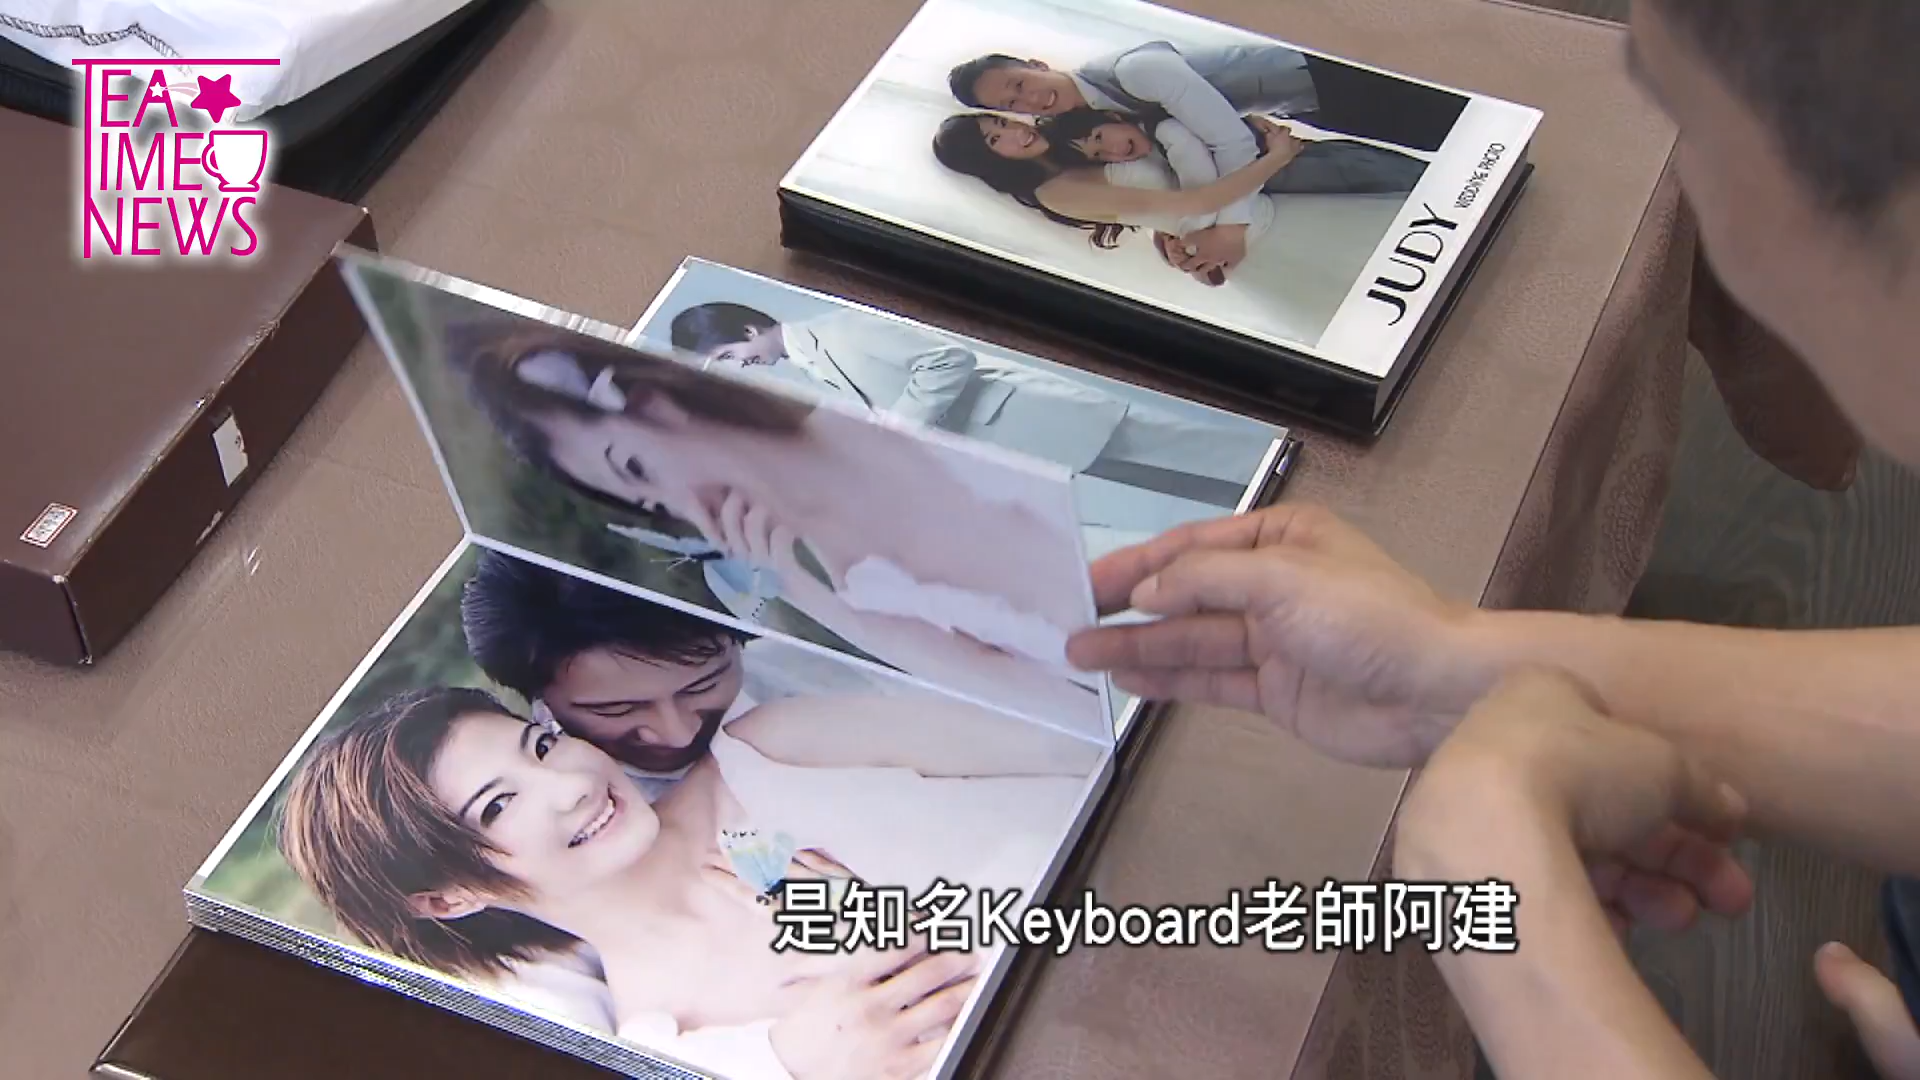 TEA
TIME
NEWS
JUDY
WEDDING PHOTO
是知名Keyboard老師阿建